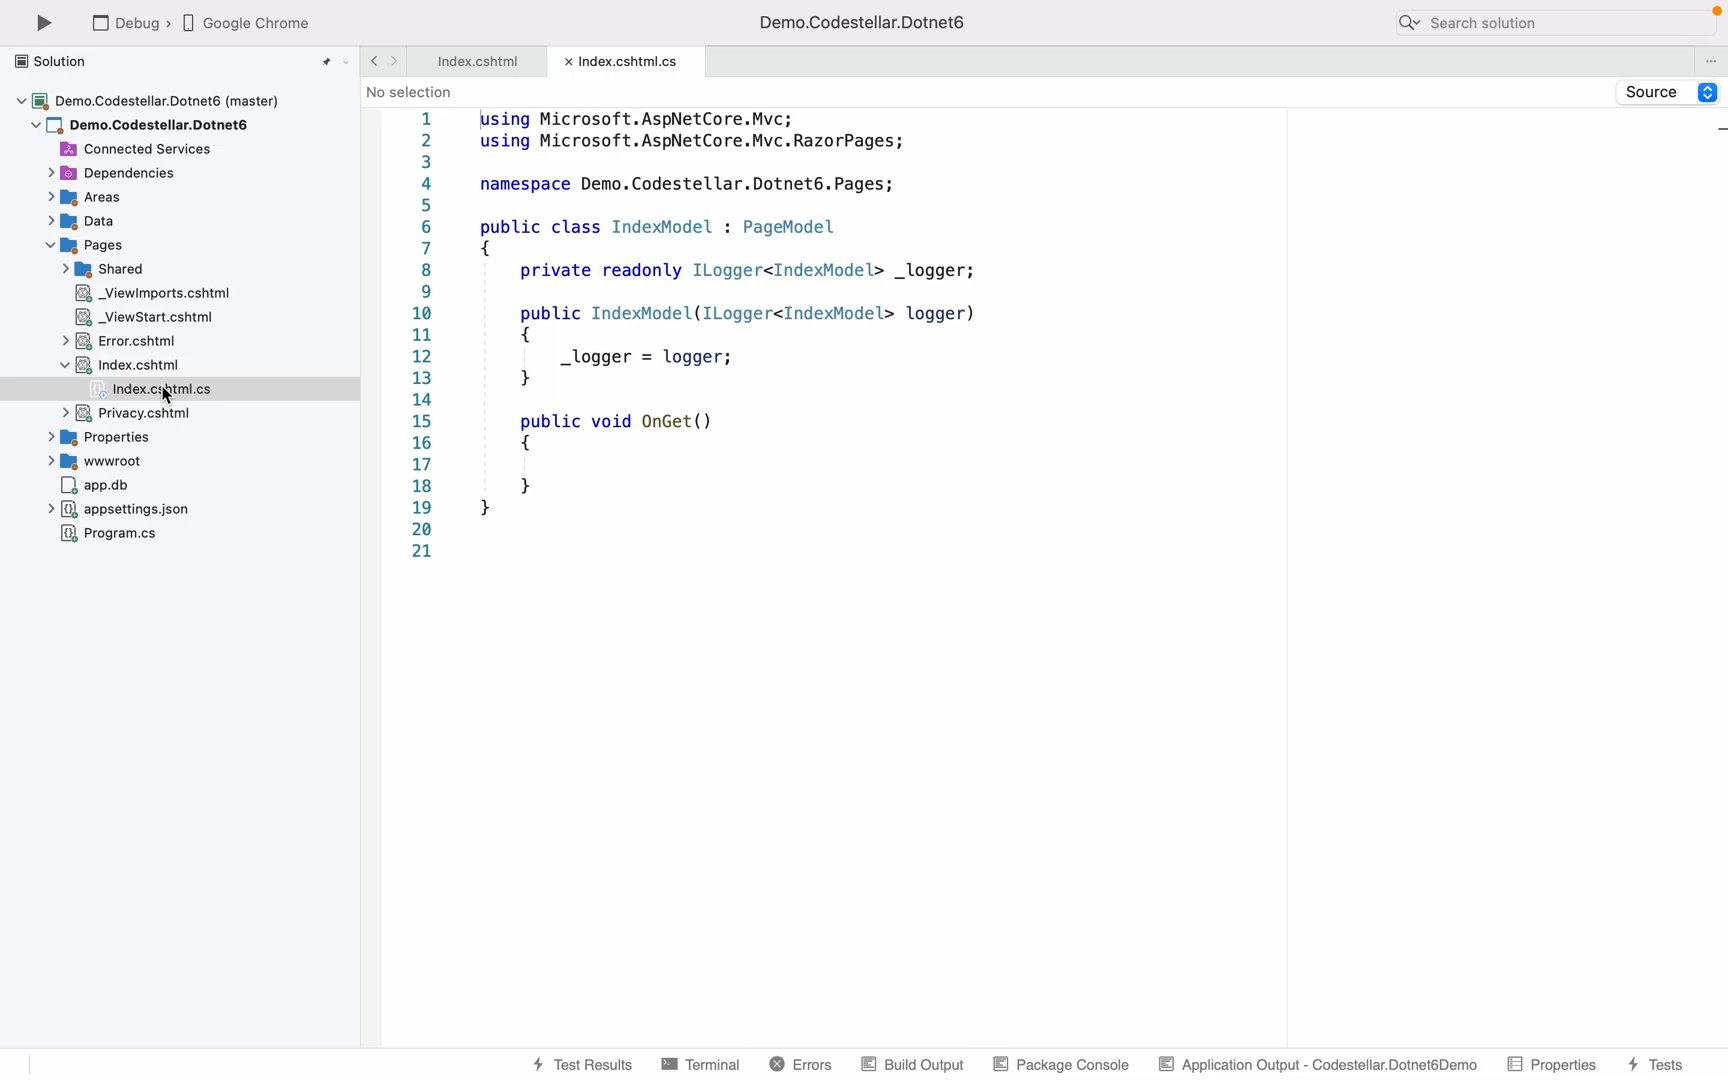 Debug › Google Chrome
Demo.Codestellar.Dotnet6
Search solution
Solution
Demo.Codestellar.Dotnet6 (master)
Demo.Codestellar.Dotnet6
Connected Services
Dependencies
Areas
Data
Pages
Shared
_ViewImports.cshtml
_ViewStart.cshtml
Error.cshtml
Index.cshtml
Index.cshtml.cs
Privacy.cshtml
Properties
wwwroot
app.db
appsettings.json
Program.cs
Index.cshtml
× Index.cshtml.cs
No selection
Source
1 using Microsoft.AspNetCore.Mvc;
2 using Microsoft.AspNetCore.Mvc.RazorPages;
3
4 namespace Demo.Codestellar.Dotnet6.Pages;
5
6 public class IndexModel : PageModel
7 {
8 private readonly ILogger<IndexModel> _logger;
9
10 public IndexModel(ILogger<IndexModel> logger)
11 {
12 _logger = logger;
13 }
14
15 public void OnGet()
16 {
17
18 }
19 }
20
21
Test Results
Terminal
Errors
Build Output
Package Console
Application Output - Codestellar.Dotnet6Demo
Properties
Tests